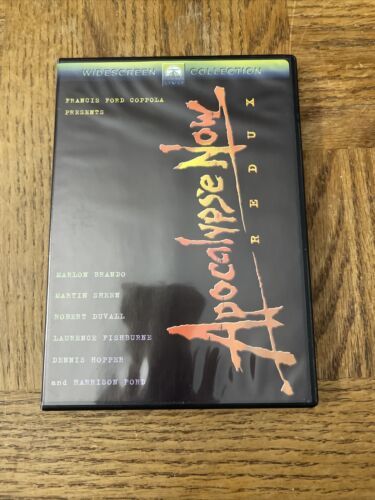 WIDESCREEN COLLECTION
FRANCIS FORD COPPOLA
PRESENTS
Apocalypse Now
REDUX
MARLON BRANDO
MARTIN SHEEN
ROBERT DUVALL
LAURENCE FISHBURNE
DENNIS HOPPER
and HARRISON FORD